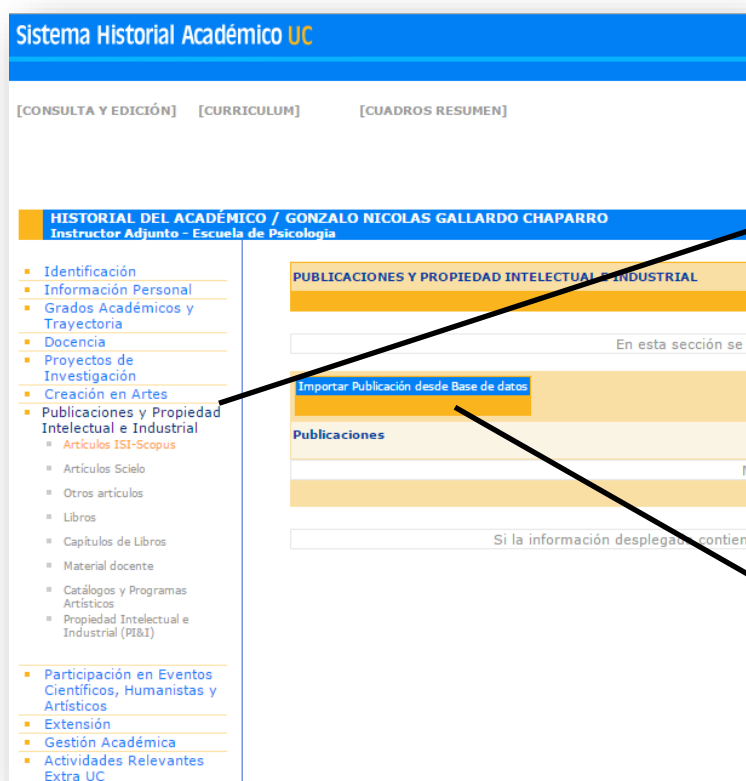 Sistema Historial Académico UC
[CONSULTA Y EDICIÓN] [CURRICULUM] [CUADROS RESUMEN]
HISTORIAL DEL ACADÉMICO / GONZALO NICOLAS GALLARDO CHAPARRO
Instructor Adjunto - Escuela de Psicología
Identificación
Información Personal
Grados Académicos y
Trayectoria
Docencia
Proyectos de
Investigación
Creación en Artes
Publicaciones y Propiedad
Intelectual e Industrial
Artículos ISI-Scopus
Artículos Scielo
Otros artículos
Libros
Capítulos de Libros
Material docente
Catálogos y Programas
Artísticos
Propiedad Intelectual e
Industrial (PI&I)
Participación en Eventos
Científicos, Humanistas y
Artísticos
Extensión
Gestión Académica
Actividades Relevantes
Extra UC
PUBLICACIONES Y PROPIEDAD INTELECTUAL E INDUSTRIAL
En esta sección se
Importar Publicación desde Base de datos
Publicaciones
Si la información desplegada contien